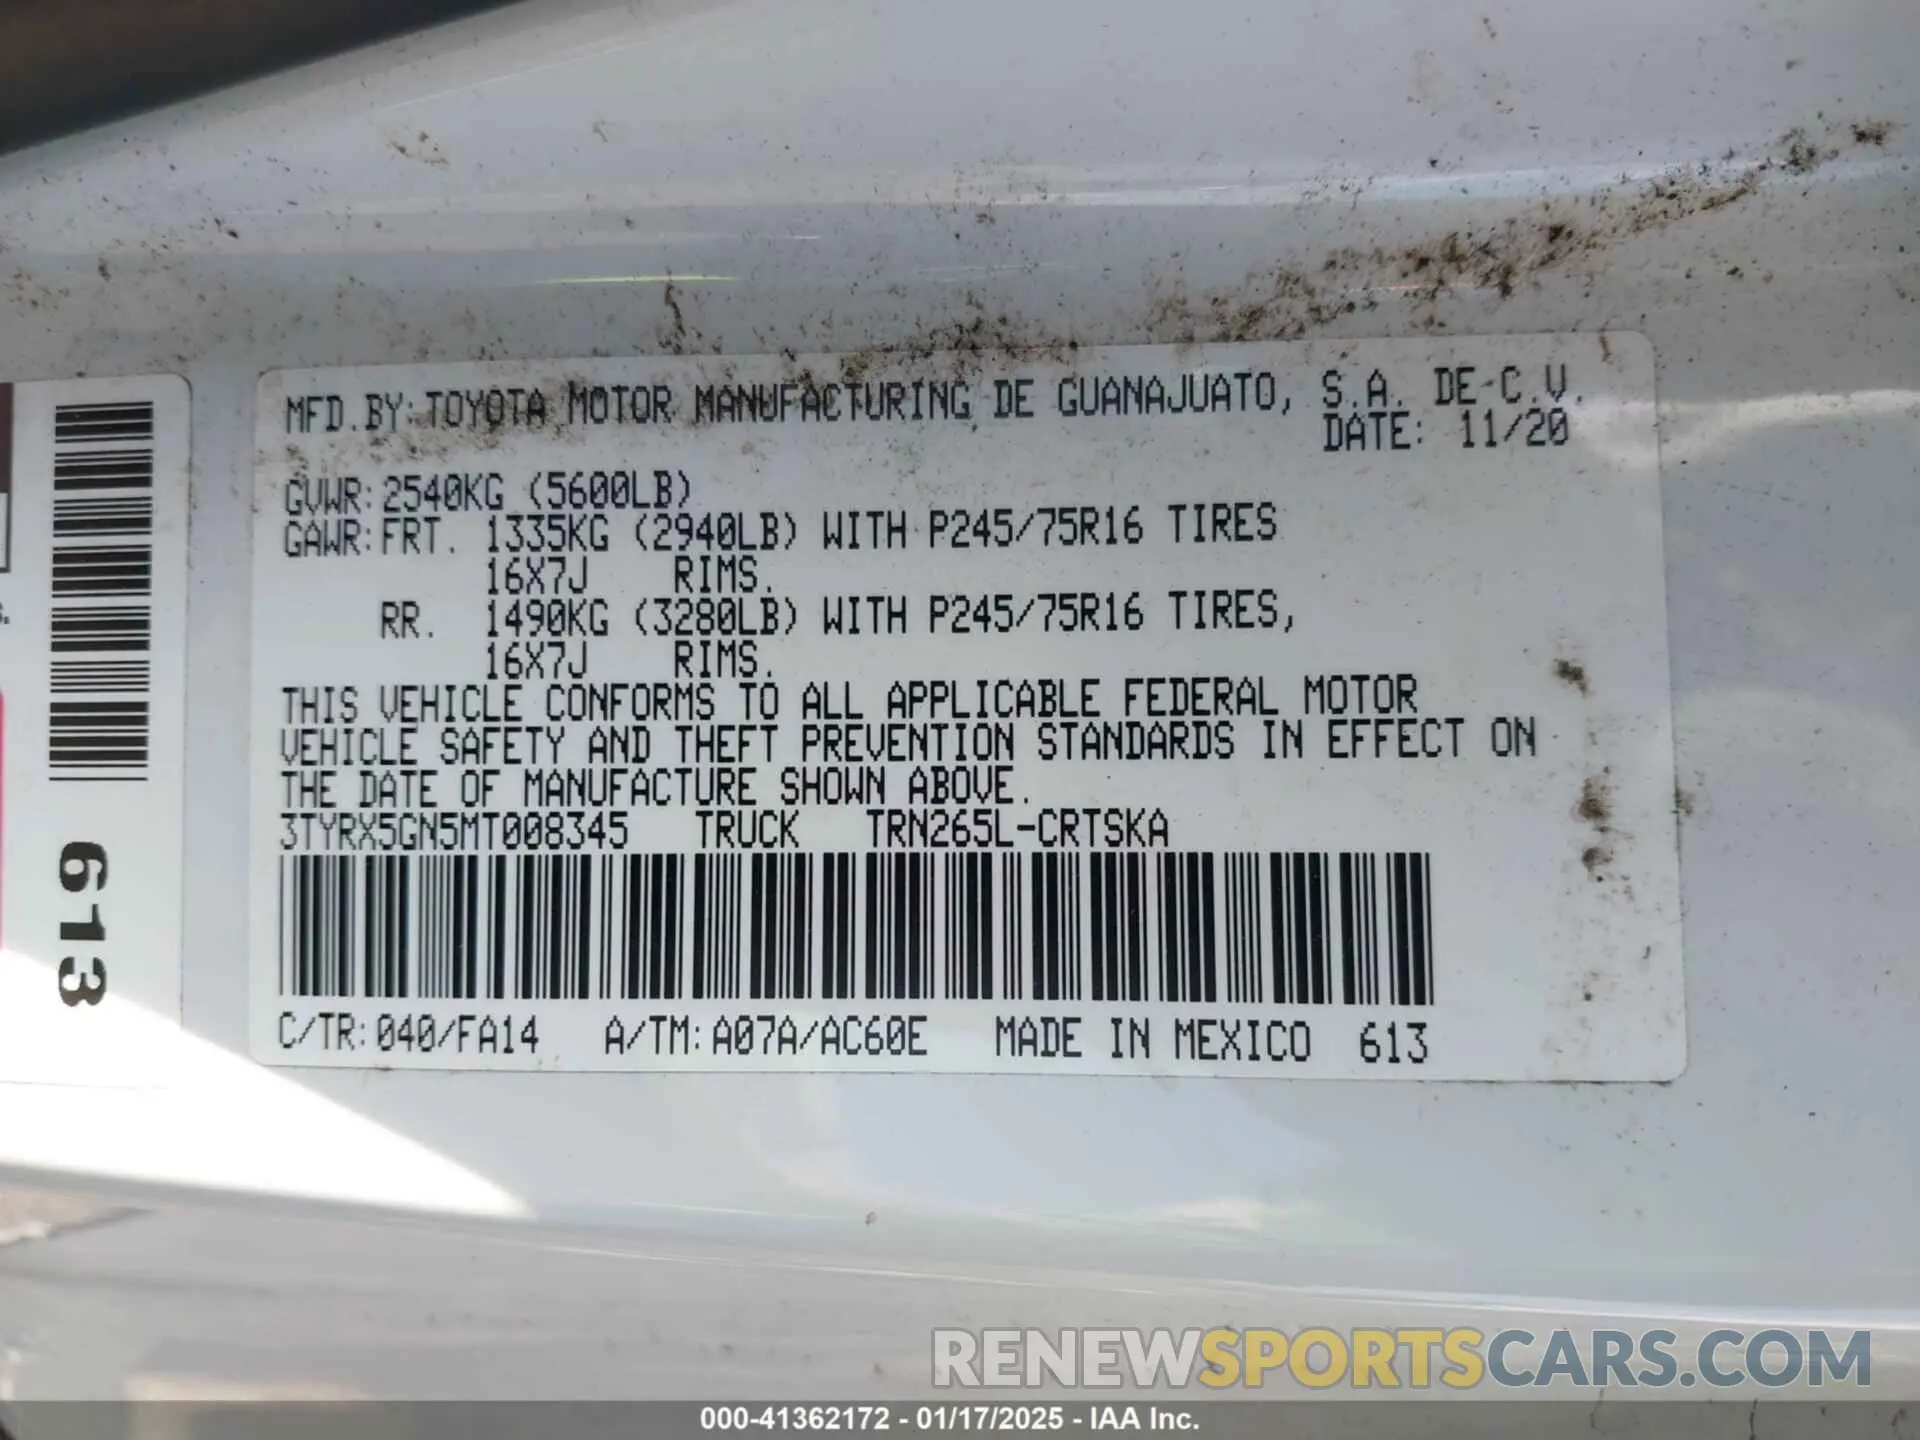 MFD.BY:TOYOTA MOTOR MANUFACTURING DE GUANAJUATO, S.A. DE C.V.
DATE: 11/20
GVWR:2540KG (5600LB)
GAWR:FRT. 1335KG (2940LB) WITH P245/75R16 TIRES
16X7J RIMS.
RR. 1490KG (3280LB) WITH P245/75R16 TIRES,
16X7J RIMS.
THIS VEHICLE CONFORMS TO ALL APPLICABLE FEDERAL MOTOR
VEHICLE SAFETY AND THEFT PREVENTION STANDARDS IN EFFECT ON
THE DATE OF MANUFACTURE SHOWN ABOVE.
3TYRX5GN5MT008345 TRUCK TRN265L-CRTSKA
C/TR:040/FA14 A/TM:A07A/AC60E MADE IN MEXICO 613
613
RENEWSPORTSCARS.COM
000-41362172 - 01/17/2025 - IAA Inc.